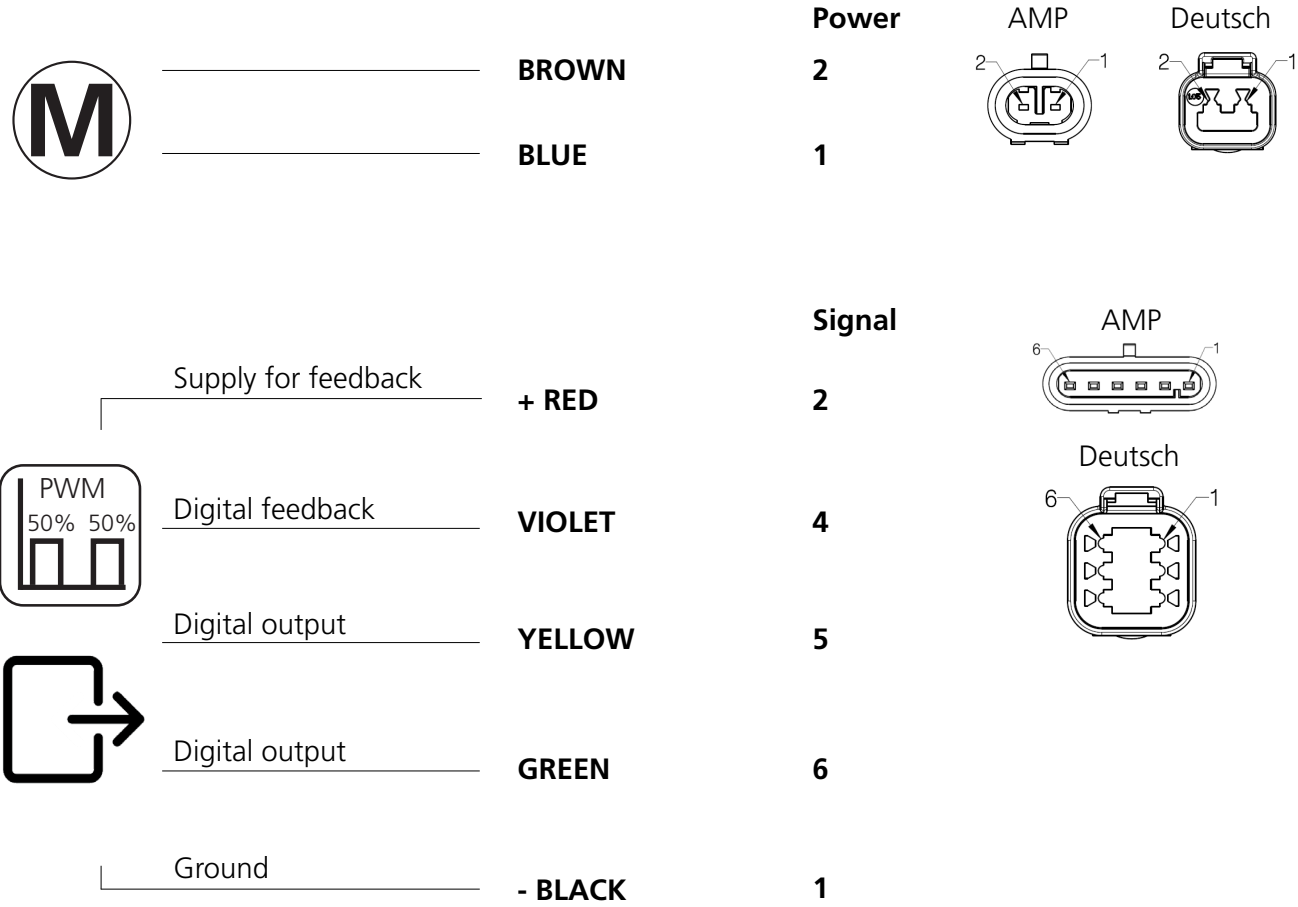 Power AMP Deutsch
M
BROWN 2
2 1
2 1
BLUE 1
Signal AMP
6 1
Supply for feedback
+ RED 2
Deutsch
6 1
PWM
50% 50%
Digital feedback
VIOLET 4
Digital output
YELLOW 5
Digital output
GREEN 6
Ground
- BLACK 1